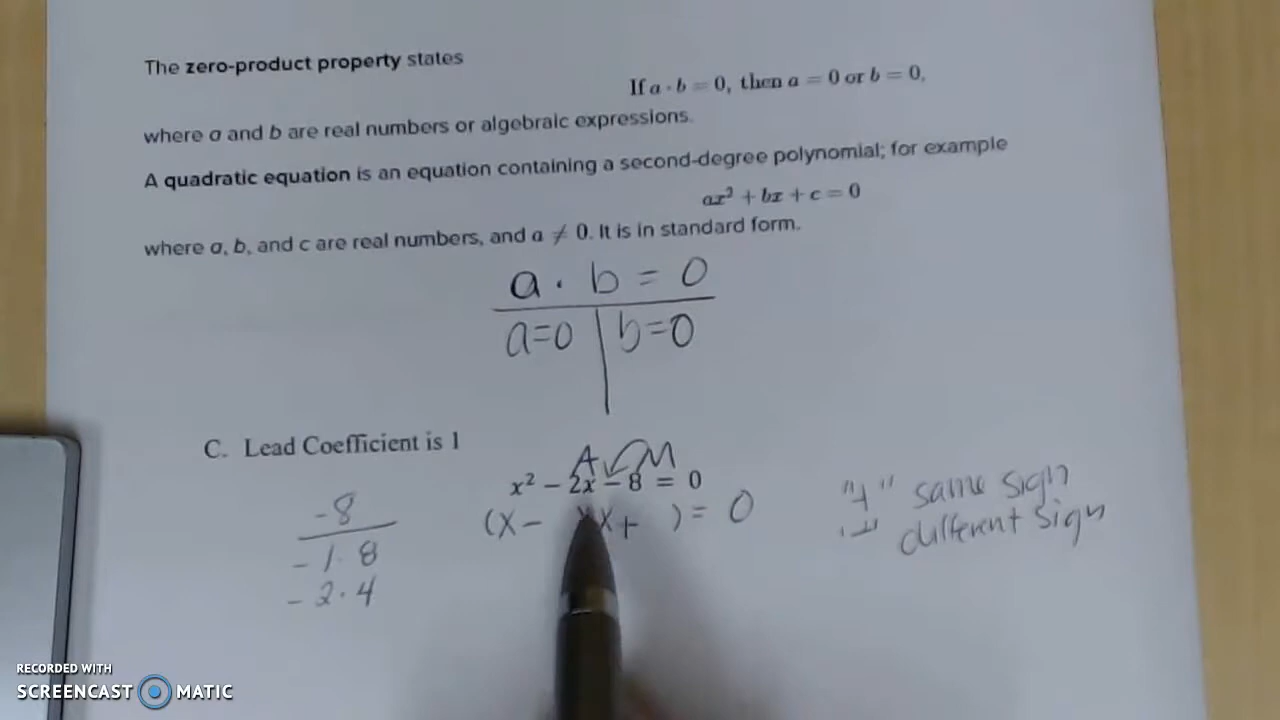 The zero-product property states
If a · b = 0, then a = 0 or b = 0,
where a and b are real numbers or algebraic expressions.
A quadratic equation is an equation containing a second-degree polynomial; for example
ax² + bx + c = 0
where a, b, and c are real numbers, and a ≠ 0. It is in standard form.
a · b = 0
a=0 | b=0
C. Lead Coefficient is 1
A M
x² − 2x − 8 = 0
(x − )(x + ) = 0
-8
-1·8
-2·4
"+" same sign
"-" different sign
RECORDED WITH
SCREENCAST MATIC